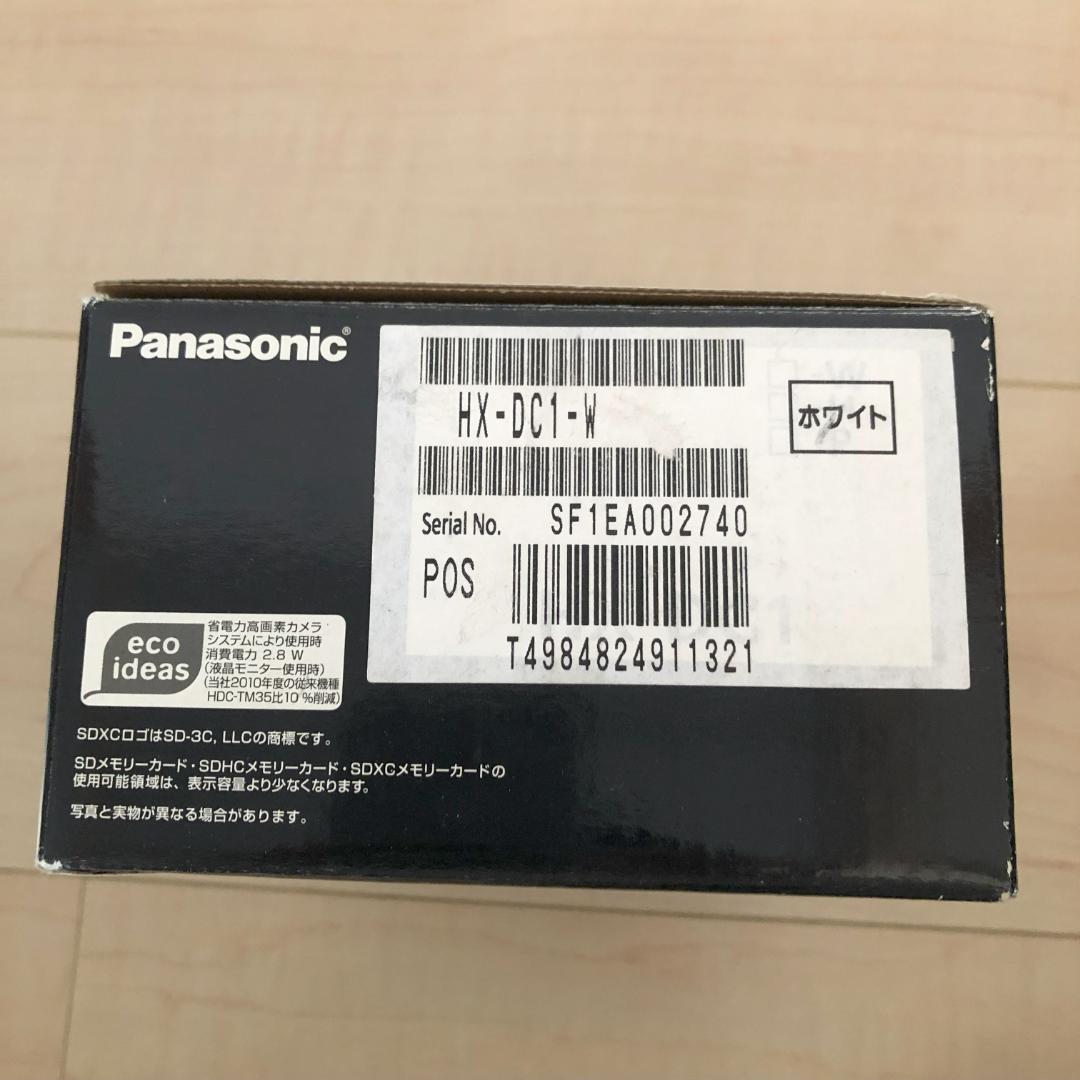 Panasonic®
HX-DC1-W
ホワイト
Serial No. SF1EA002740
POS
T4984824911321
eco
ideas
省電力高画素カメラ
システムにより使用時
消費電力 2.8 W
(液晶モニター使用時)
(当社2010年度の従来機種
HDC-TM35比10 %削減)
SDXCロゴはSD-3C, LLCの商標です。
SDメモリーカード・SDHCメモリーカード・SDXCメモリーカードの
使用可能領域は、表示容量より少なくなります。
写真と実物が異なる場合があります。